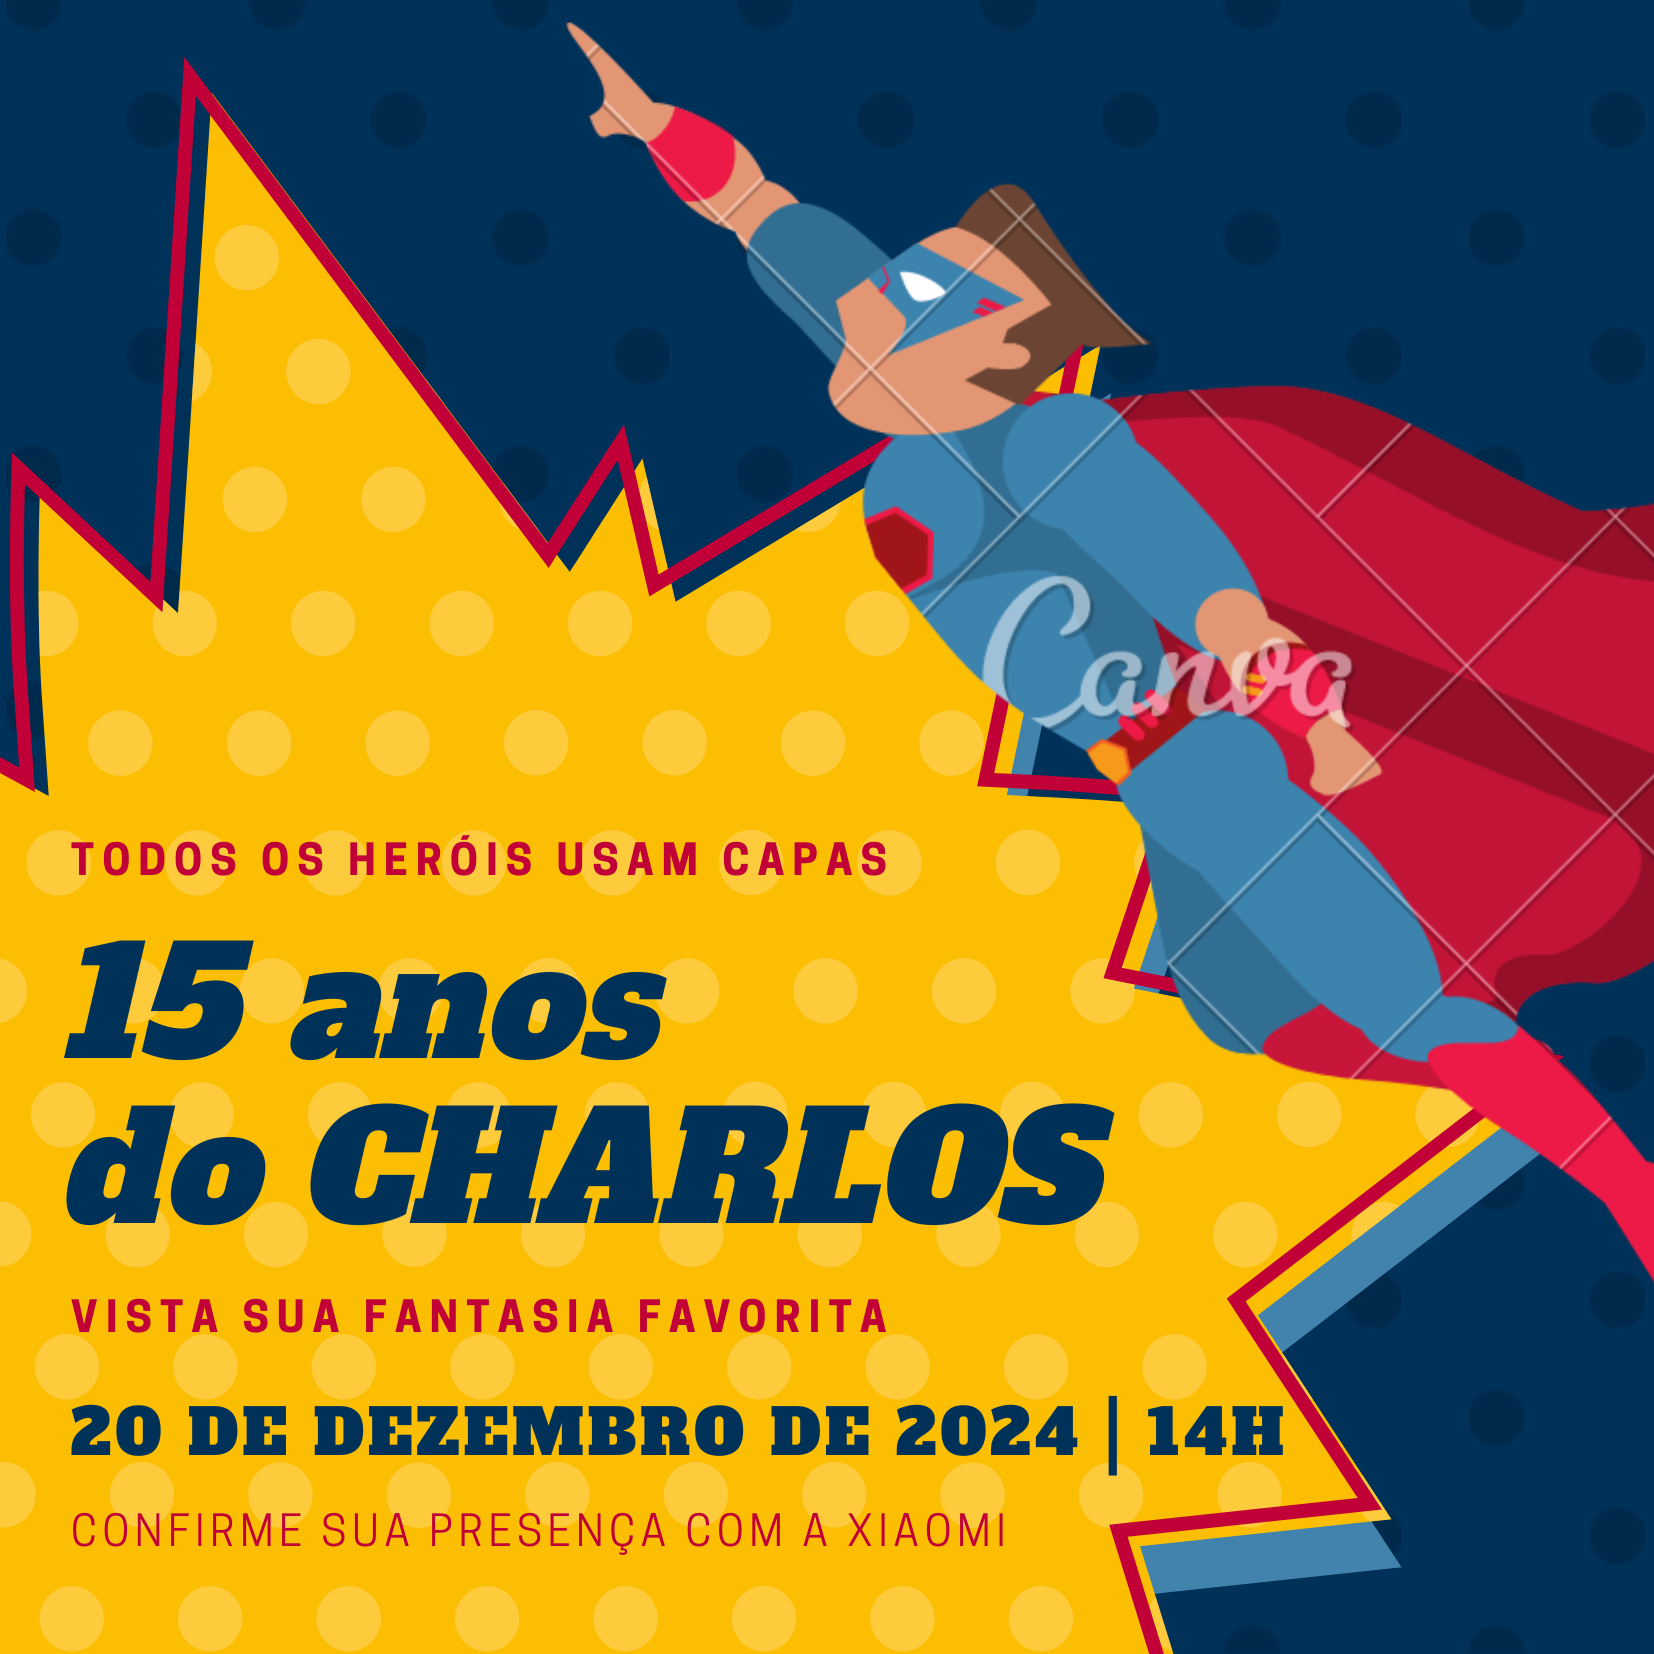 TODOS OS HERÓIS USAM CAPAS
15 anos
do CHARLOS
VISTA SUA FANTASIA FAVORITA
20 DE DEZEMBRO DE 2024 | 14H
CONFIRME SUA PRESENÇA COM A XIAOMI
Canva